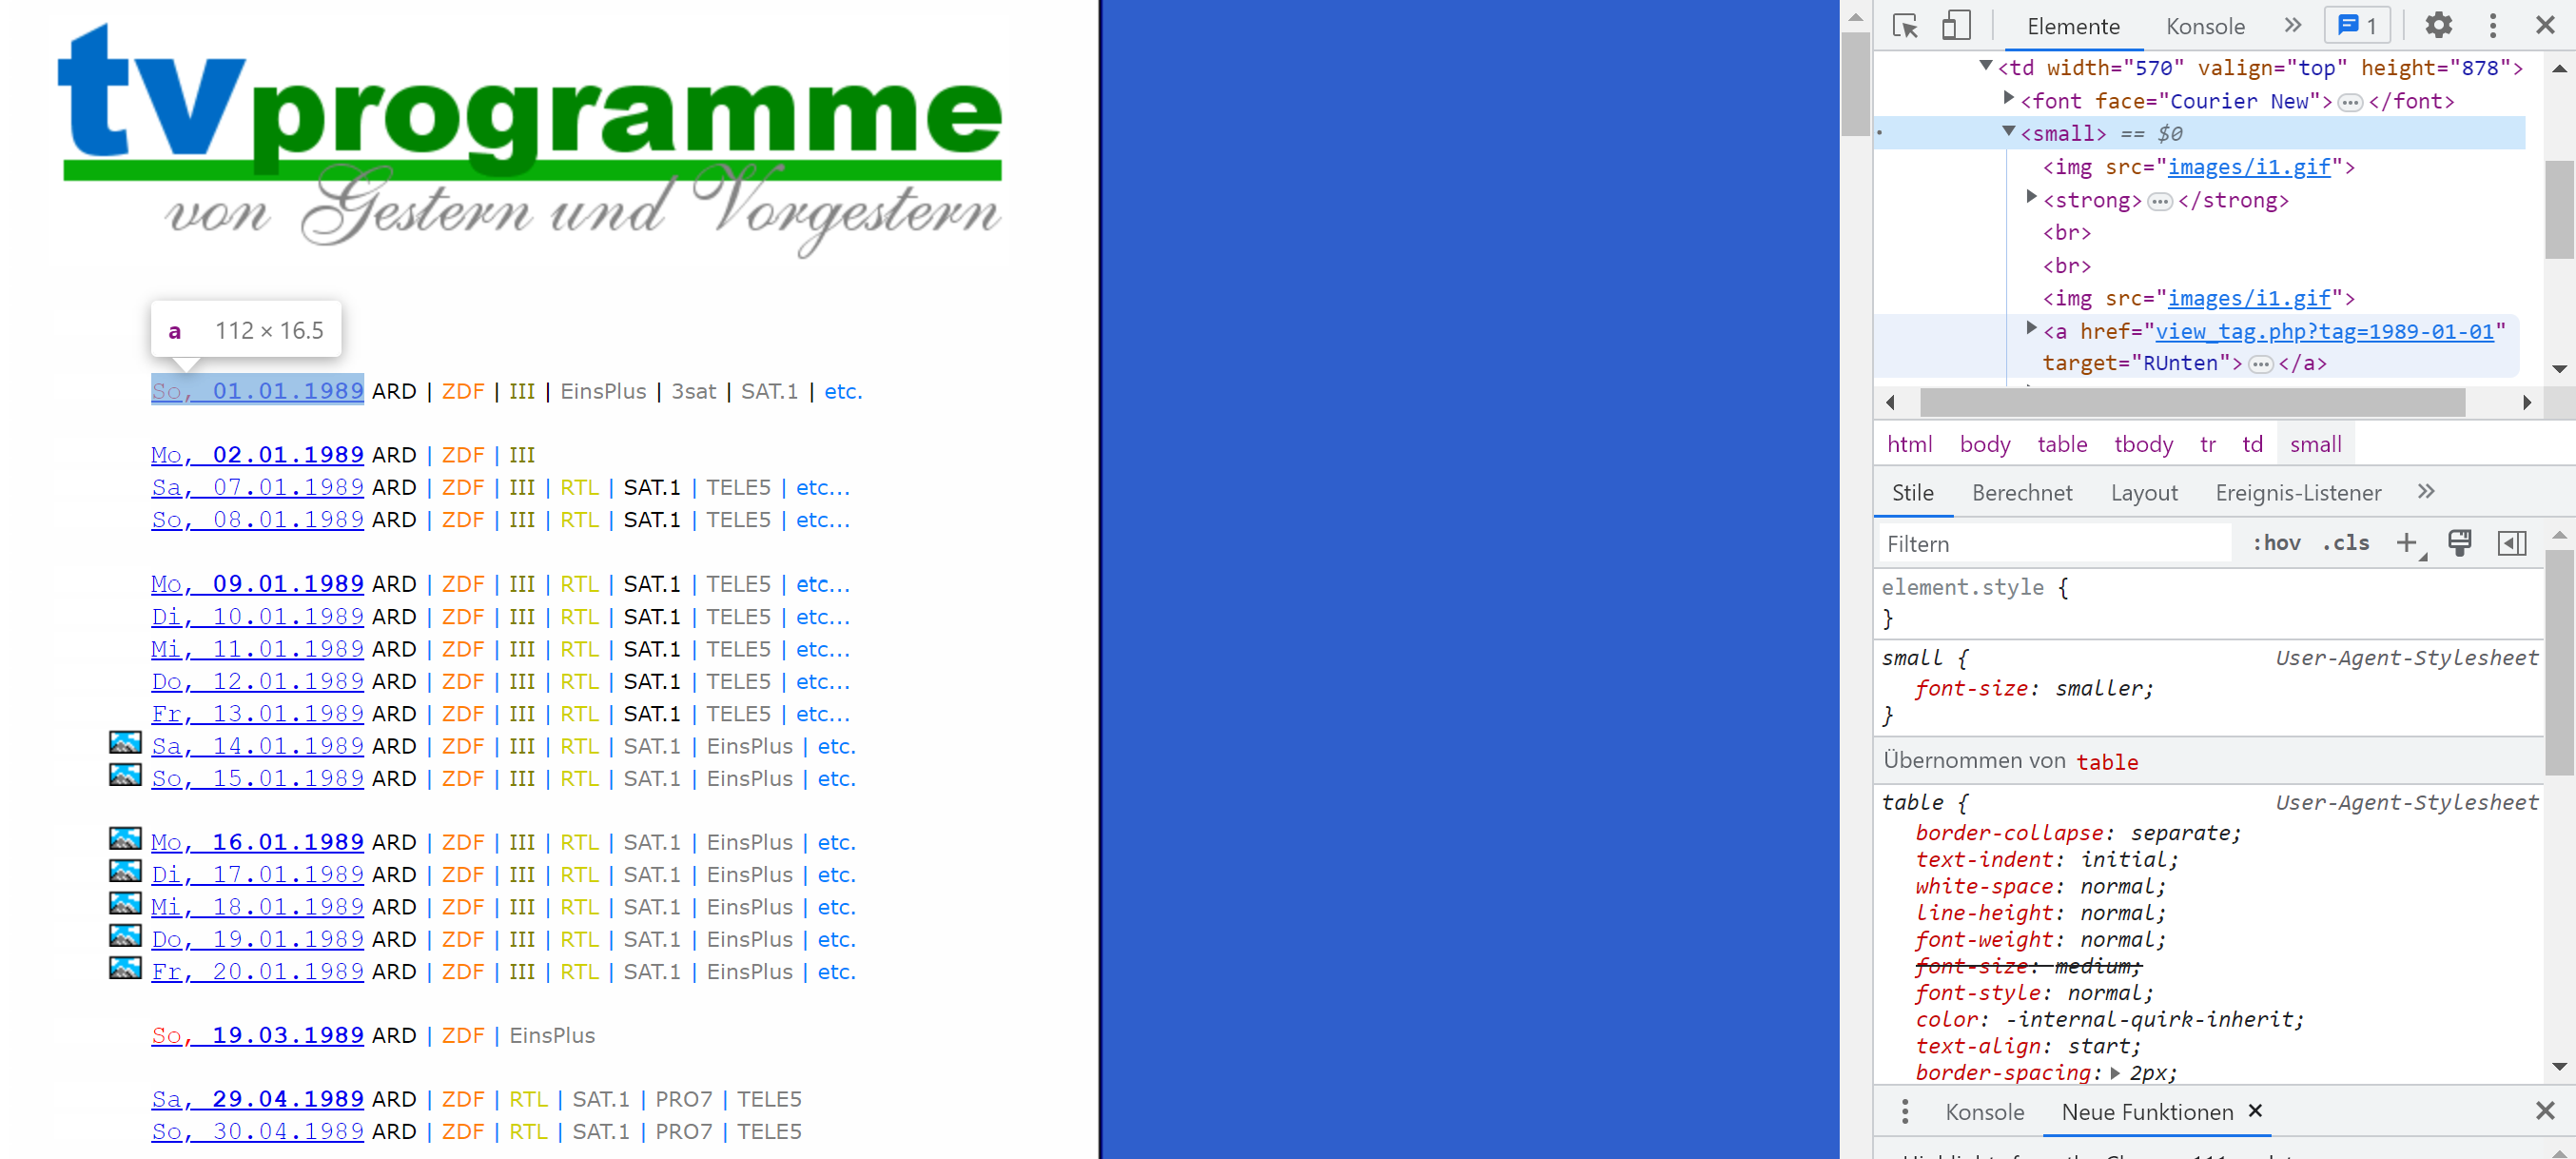 tvprogramme
von Gestern und Vorgestern
a 112 × 16.5
So, 01.01.1989 ARD | ZDF | III | EinsPlus | 3sat | SAT.1 | etc.
Mo, 02.01.1989 ARD | ZDF | III
Sa, 07.01.1989 ARD | ZDF | III | RTL | SAT.1 | TELE5 | etc...
So, 08.01.1989 ARD | ZDF | III | RTL | SAT.1 | TELE5 | etc...
Mo, 09.01.1989 ARD | ZDF | III | RTL | SAT.1 | TELE5 | etc...
Di, 10.01.1989 ARD | ZDF | III | RTL | SAT.1 | TELE5 | etc...
Mi, 11.01.1989 ARD | ZDF | III | RTL | SAT.1 | TELE5 | etc...
Do, 12.01.1989 ARD | ZDF | III | RTL | SAT.1 | TELE5 | etc...
Fr, 13.01.1989 ARD | ZDF | III | RTL | SAT.1 | TELE5 | etc...
Sa, 14.01.1989 ARD | ZDF | III | RTL | SAT.1 | EinsPlus | etc.
So, 15.01.1989 ARD | ZDF | III | RTL | SAT.1 | EinsPlus | etc.
Mo, 16.01.1989 ARD | ZDF | III | RTL | SAT.1 | EinsPlus | etc.
Di, 17.01.1989 ARD | ZDF | III | RTL | SAT.1 | EinsPlus | etc.
Mi, 18.01.1989 ARD | ZDF | III | RTL | SAT.1 | EinsPlus | etc.
Do, 19.01.1989 ARD | ZDF | III | RTL | SAT.1 | EinsPlus | etc.
Fr, 20.01.1989 ARD | ZDF | III | RTL | SAT.1 | EinsPlus | etc.
So, 19.03.1989 ARD | ZDF | EinsPlus
Sa, 29.04.1989 ARD | ZDF | RTL | SAT.1 | PRO7 | TELE5
So, 30.04.1989 ARD | ZDF | RTL | SAT.1 | PRO7 | TELE5
Elemente Konsole 1
<td width="570" valign="top" height="878">
<font face="Courier New">…</font>
<small> == $0
<img src="images/i1.gif">
<strong>…</strong>
<br>
<br>
<img src="images/i1.gif">
<a href="view_tag.php?tag=1989-01-01"
target="RUnten">…</a>
html body table tbody tr td small
Stile Berechnet Layout Ereignis-Listener
Filtern :hov .cls
element.style {
}
small { User-Agent-Stylesheet
font-size: smaller;
}
Übernommen von table
table { User-Agent-Stylesheet
border-collapse: separate;
text-indent: initial;
white-space: normal;
line-height: normal;
font-weight: normal;
font-size: medium;
font-style: normal;
color: -internal-quirk-inherit;
text-align: start;
border-spacing: 2px;
Konsole Neue Funktionen